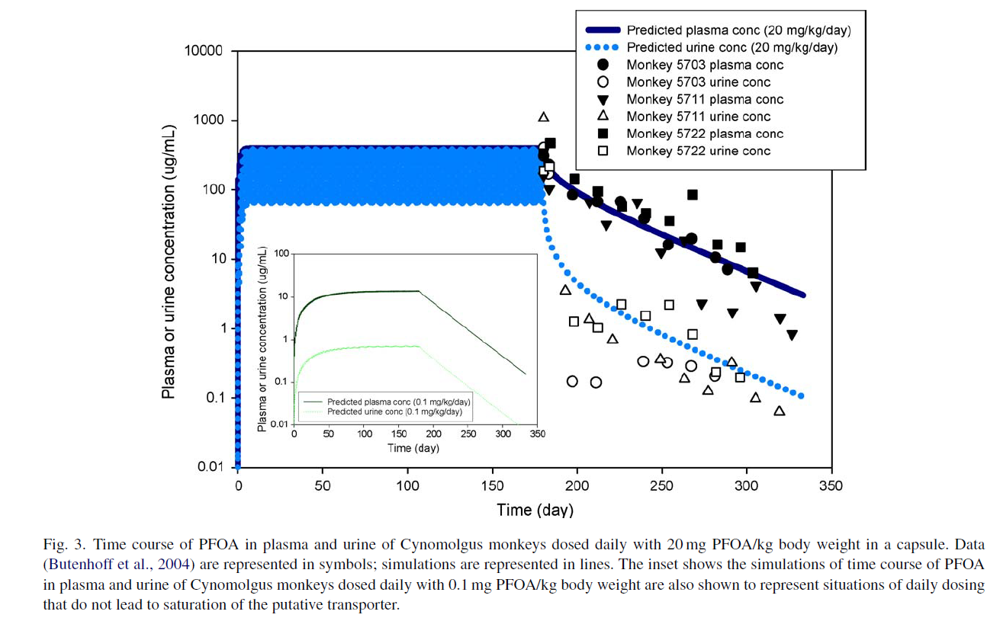 Predicted plasma conc (20 mg/kg/day)
Predicted urine conc (20 mg/kg/day)
Monkey 5703 plasma conc
Monkey 5703 urine conc
Monkey 5711 plasma conc
Monkey 5711 urine conc
Monkey 5722 plasma conc
Monkey 5722 urine conc
Plasma or urine concentration (ug/mL)
10000
1000
100
10
1
0.1
0.01
Plasma or urine concentration (ug/mL)
100
10
1
0.1
0.01
Predicted plasma conc (0.1 mg/kg/day)
Predicted urine conc (0.1 mg/kg/day)
0 50 100 150 200 250 300 350
Time (day)
0 50 100 150 200 250 300 350
Time (day)
Fig. 3. Time course of PFOA in plasma and urine of Cynomolgus monkeys dosed daily with 20 mg PFOA/kg body weight in a capsule. Data
(Butenhoff et al., 2004) are represented in symbols; simulations are represented in lines. The inset shows the simulations of time course of PFOA
in plasma and urine of Cynomolgus monkeys dosed daily with 0.1 mg PFOA/kg body weight are also shown to represent situations of daily dosing
that do not lead to saturation of the putative transporter.